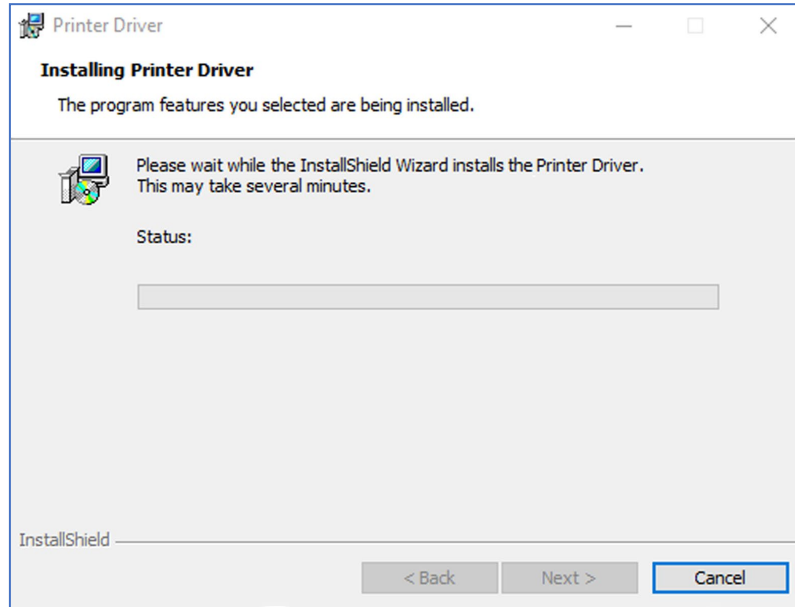 Printer Driver
Installing Printer Driver
The program features you selected are being installed.
Please wait while the InstallShield Wizard installs the Printer Driver.
This may take several minutes.
Status:
InstallShield
< Back
Next >
Cancel